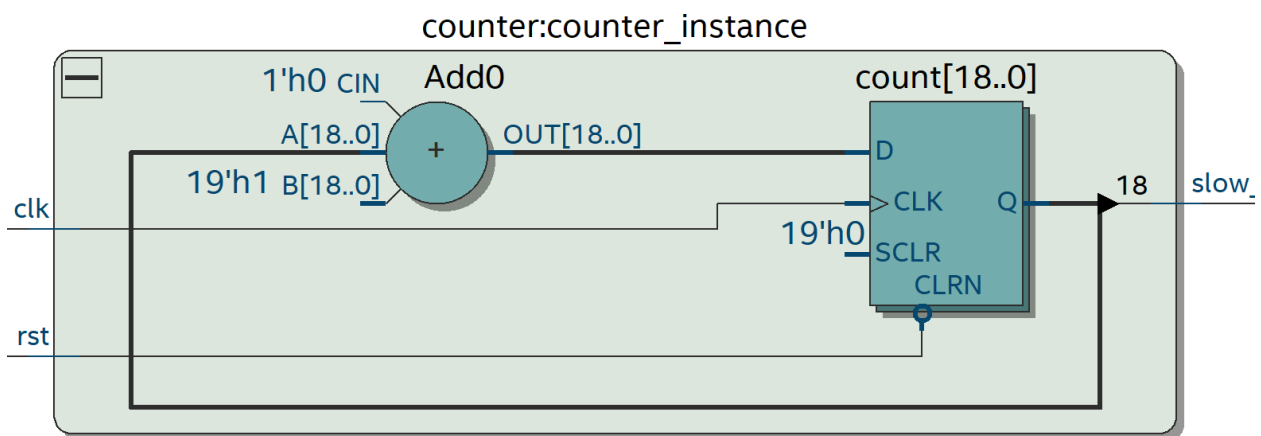 counter:counter_instance
1'h0 CIN
Add0
count[18..0]
A[18..0]
+
OUT[18..0]
D
19'h1 B[18..0]
18
slow_
clk
CLK
Q
19'h0
SCLR
CLRN
rst